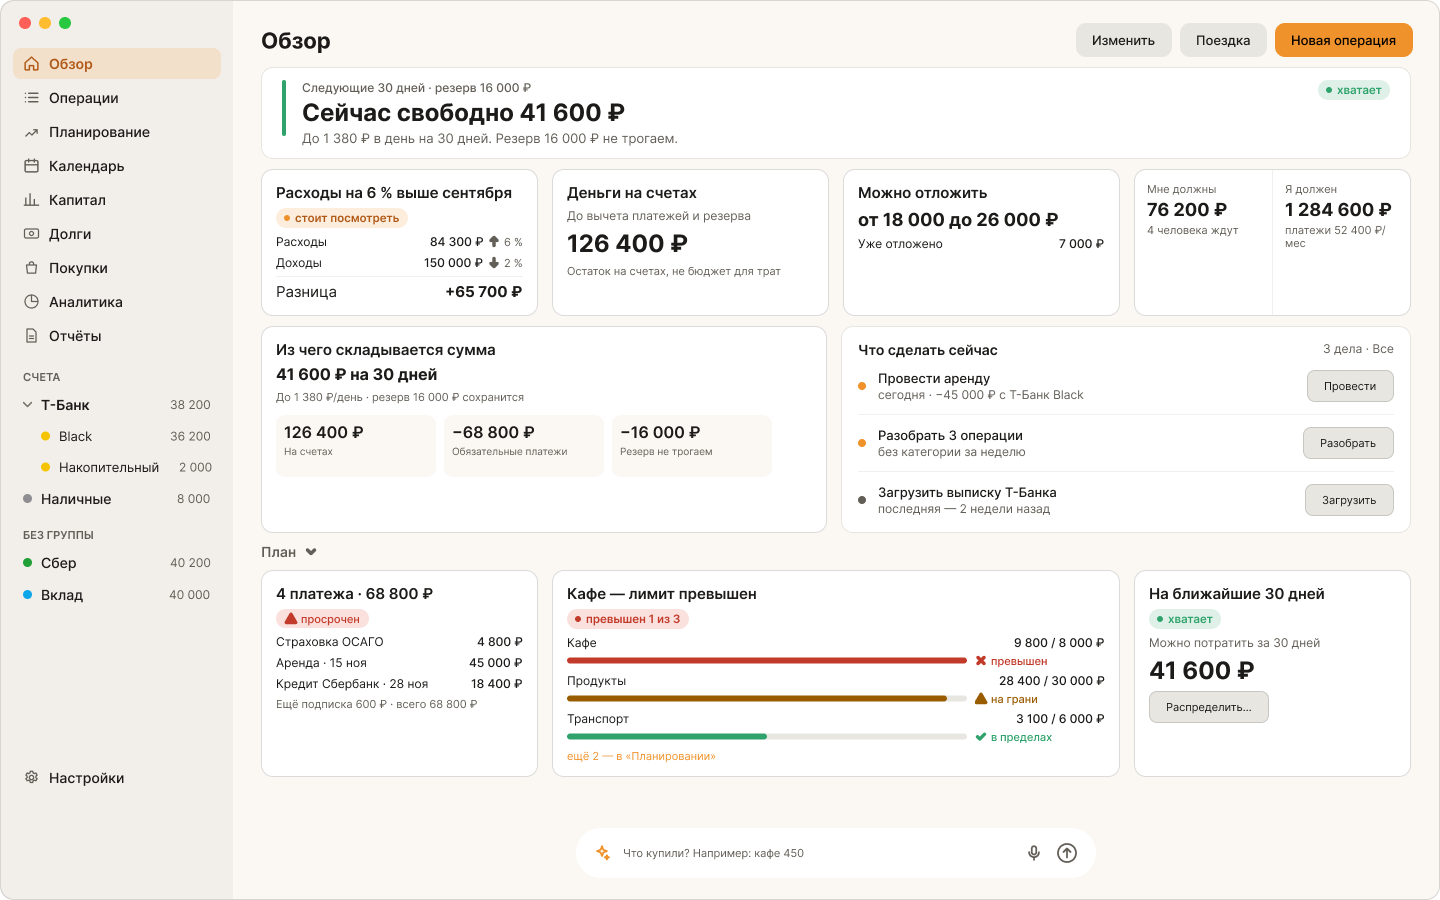 Обзор
Операции
Планирование
Календарь
Капитал
Долги
Покупки
Аналитика
Отчёты
СЧЕТА
Т-Банк 38 200
Black 36 200
Накопительный 2 000
Наличные 8 000
БЕЗ ГРУППЫ
Сбер 40 200
Вклад 40 000
Настройки
Обзор
Изменить
Поездка
Новая операция
Следующие 30 дней · резерв 16 000 ₽
хватает
Сейчас свободно 41 600 ₽
До 1 380 ₽ в день на 30 дней. Резерв 16 000 ₽ не трогаем.
Расходы на 6 % выше сентября
стоит посмотреть
Расходы 84 300 ₽ 6 %
Доходы 150 000 ₽ 2 %
Разница +65 700 ₽
Деньги на счетах
До вычета платежей и резерва
126 400 ₽
Остаток на счетах, не бюджет для трат
Можно отложить
от 18 000 до 26 000 ₽
Уже отложено 7 000 ₽
Мне должны
76 200 ₽
4 человека ждут
Я должен
1 284 600 ₽
платежи 52 400 ₽/
мес
Из чего складывается сумма
41 600 ₽ на 30 дней
До 1 380 ₽/день · резерв 16 000 ₽ сохранится
126 400 ₽
На счетах
−68 800 ₽
Обязательные платежи
−16 000 ₽
Резерв не трогаем
Что сделать сейчас
3 дела · Все
Провести аренду
сегодня · −45 000 ₽ с Т-Банк Black
Провести
Разобрать 3 операции
без категории за неделю
Разобрать
Загрузить выписку Т-Банка
последняя — 2 недели назад
Загрузить
План
4 платежа · 68 800 ₽
просрочен
Страховка ОСАГО 4 800 ₽
Аренда · 15 ноя 45 000 ₽
Кредит Сбербанк · 28 ноя 18 400 ₽
Ещё подписка 600 ₽ · всего 68 800 ₽
Кафе — лимит превышен
превышен 1 из 3
Кафе 9 800 / 8 000 ₽
превышен
Продукты 28 400 / 30 000 ₽
на грани
Транспорт 3 100 / 6 000 ₽
в пределах
ещё 2 — в «Планировании»
На ближайшие 30 дней
хватает
Можно потратить за 30 дней
41 600 ₽
Распределить…
Что купили? Например: кафе 450